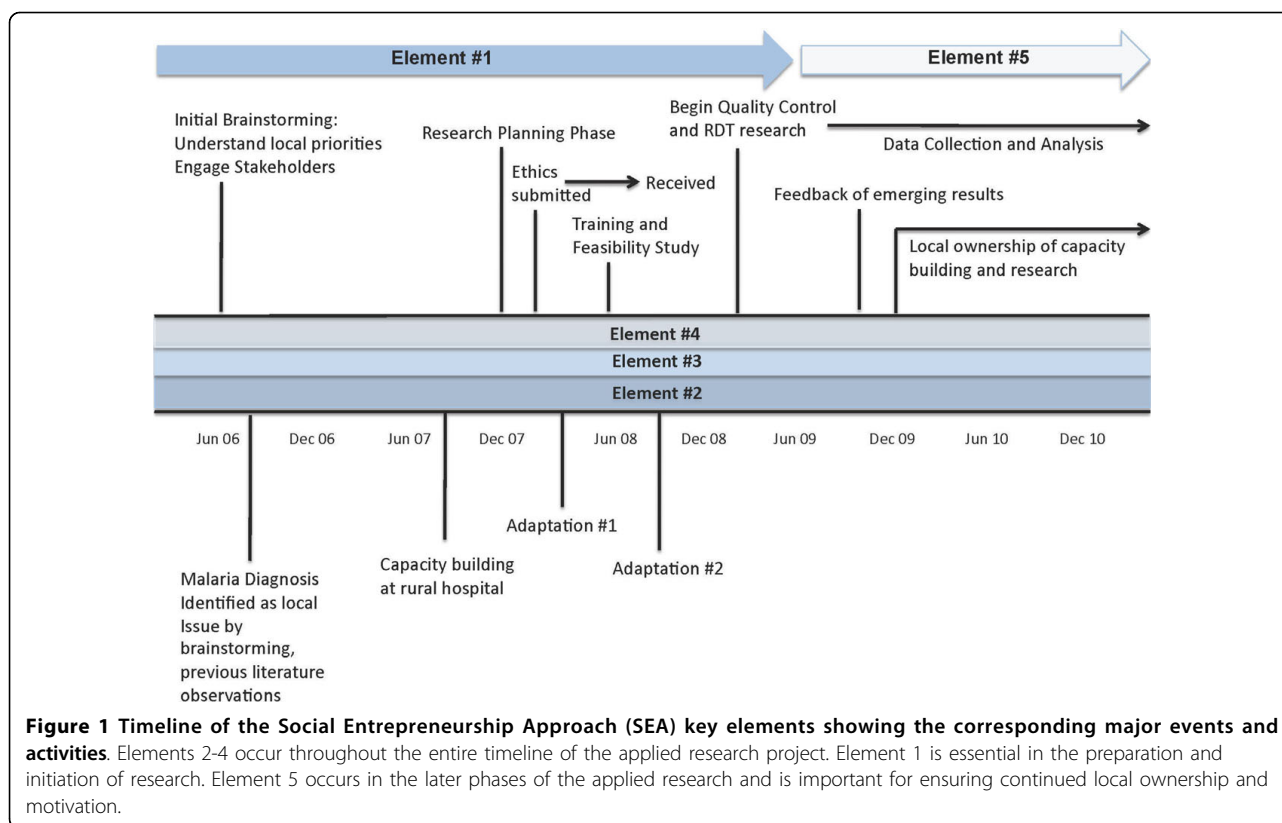 Element #1
Element #5
Initial Brainstorming:
Understand local priorities
Engage Stakeholders
Research Planning Phase
Ethics
submitted
Received
Training and
Feasibility Study
Begin Quality Control
and RDT research
Data Collection and Analysis
Feedback of emerging results
Local ownership of capacity
building and research
Element #4
Element #3
Element #2
Jun 06
Dec 06
Jun 07
Dec 07
Jun 08
Dec 08
Jun 09
Dec 09
Jun 10
Dec 10
Malaria Diagnosis
Identified as local
Issue by
brainstorming,
previous literature
observations
Capacity building
at rural hospital
Adaptation #1
Adaptation #2
Figure 1 Timeline of the Social Entrepreneurship Approach (SEA) key elements showing the corresponding major events and
activities. Elements 2-4 occur throughout the entire timeline of the applied research project. Element 1 is essential in the preparation and
initiation of research. Element 5 occurs in the later phases of the applied research and is important for ensuring continued local ownership and
motivation.